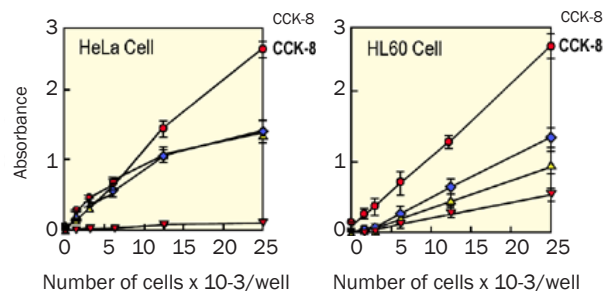 CCK-8
3
HeLa Cell
CCK-8
2
1
0
Absorbance
0 5 10 15 20 25
Number of cells x 10-3/well
CCK-8
3
HL60 Cell
CCK-8
2
1
0
0 5 10 15 20 25
Number of cells x 10-3/well